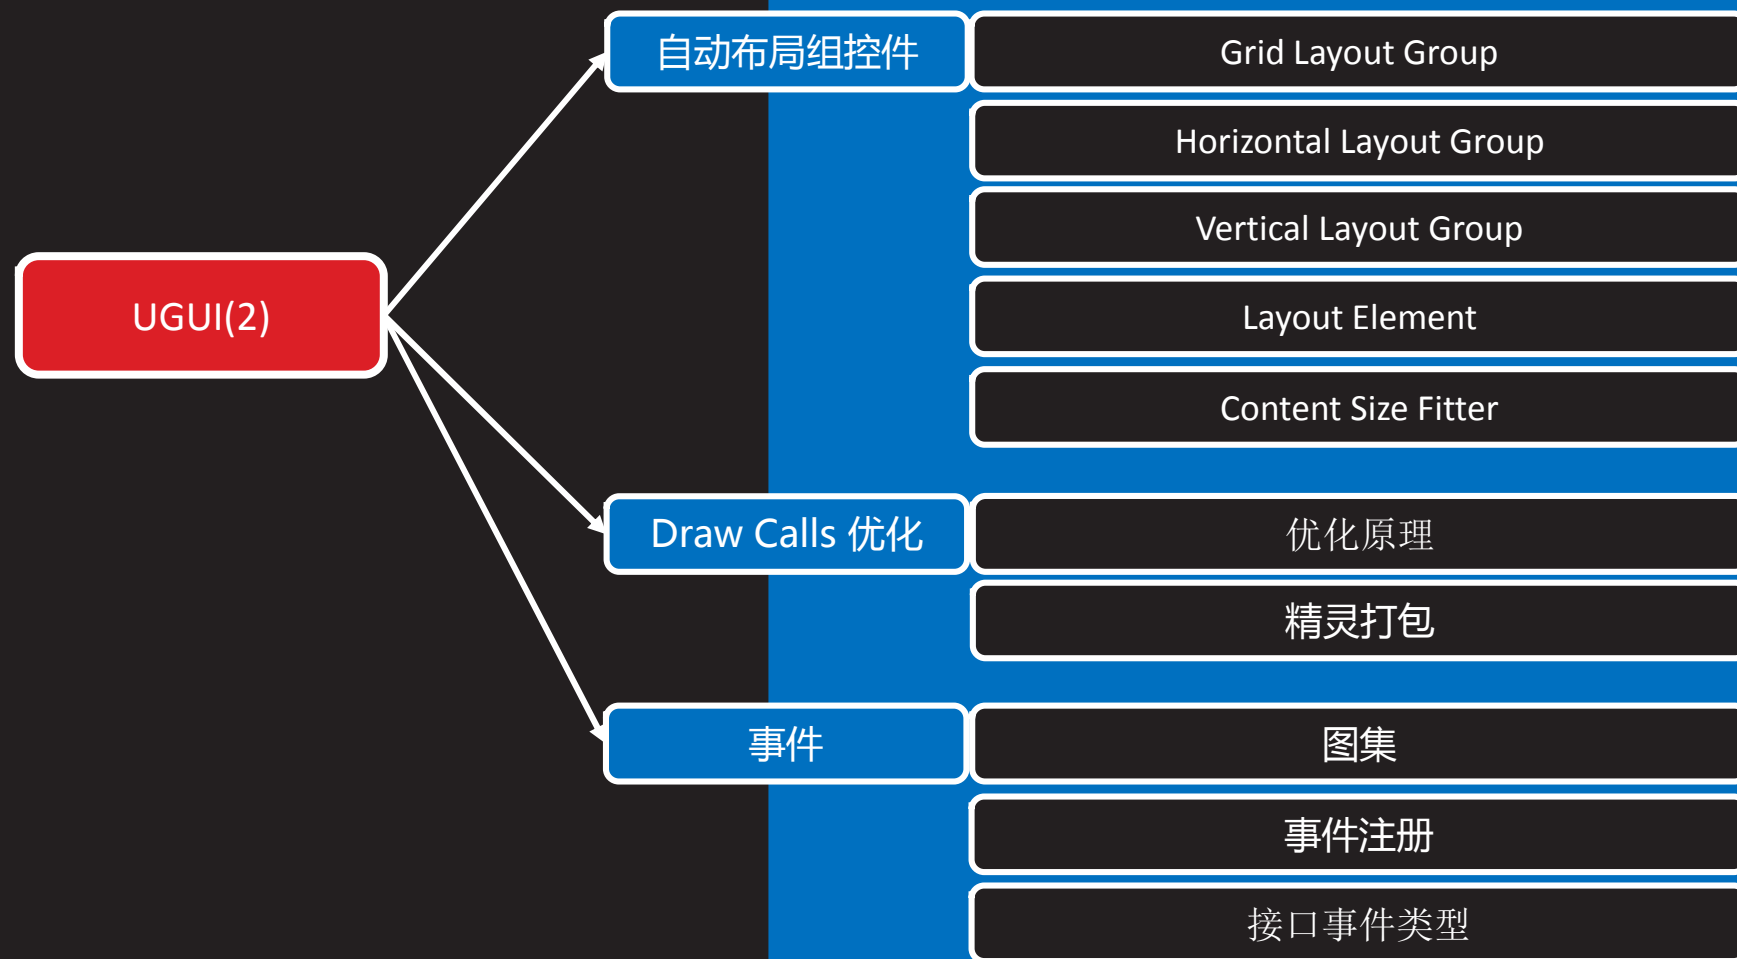 UGUI(2)
自动布局组控件
Grid Layout Group
Horizontal Layout Group
Vertical Layout Group
Layout Element
Content Size Fitter
Draw Calls 优化
优化原理
精灵打包
事件
图集
事件注册
接口事件类型